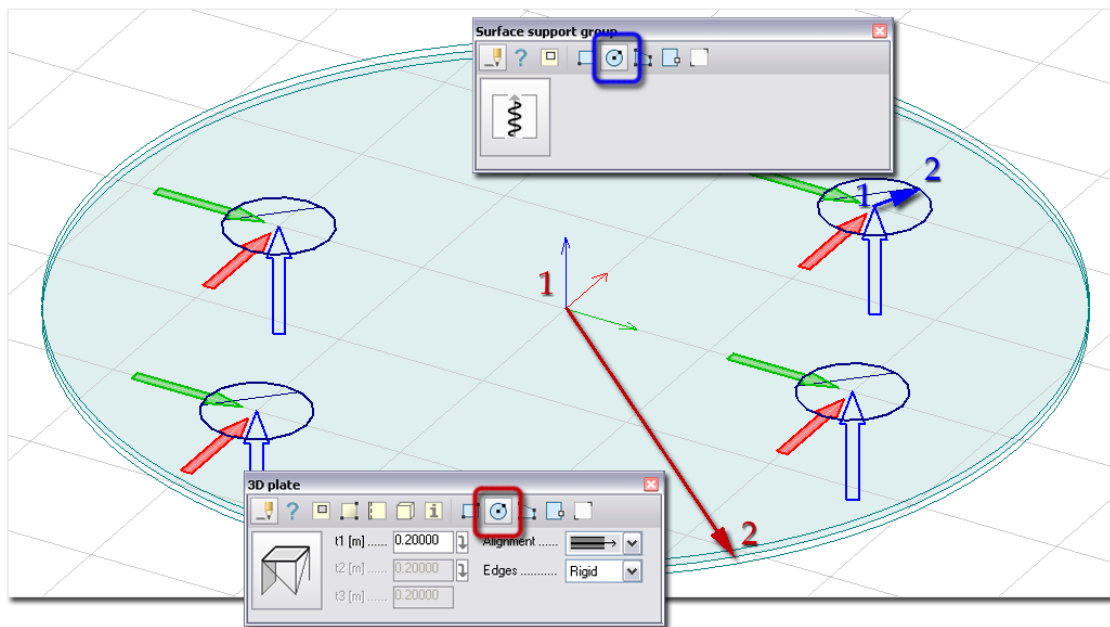 Surface support group
?
1
2
1
2
3D plate
? i
t1 [m] ...... 0.20000 Alignment .....
t2 [m] ...... 0.20000 Edges .......... Rigid
t3 [m] ...... 0.20000